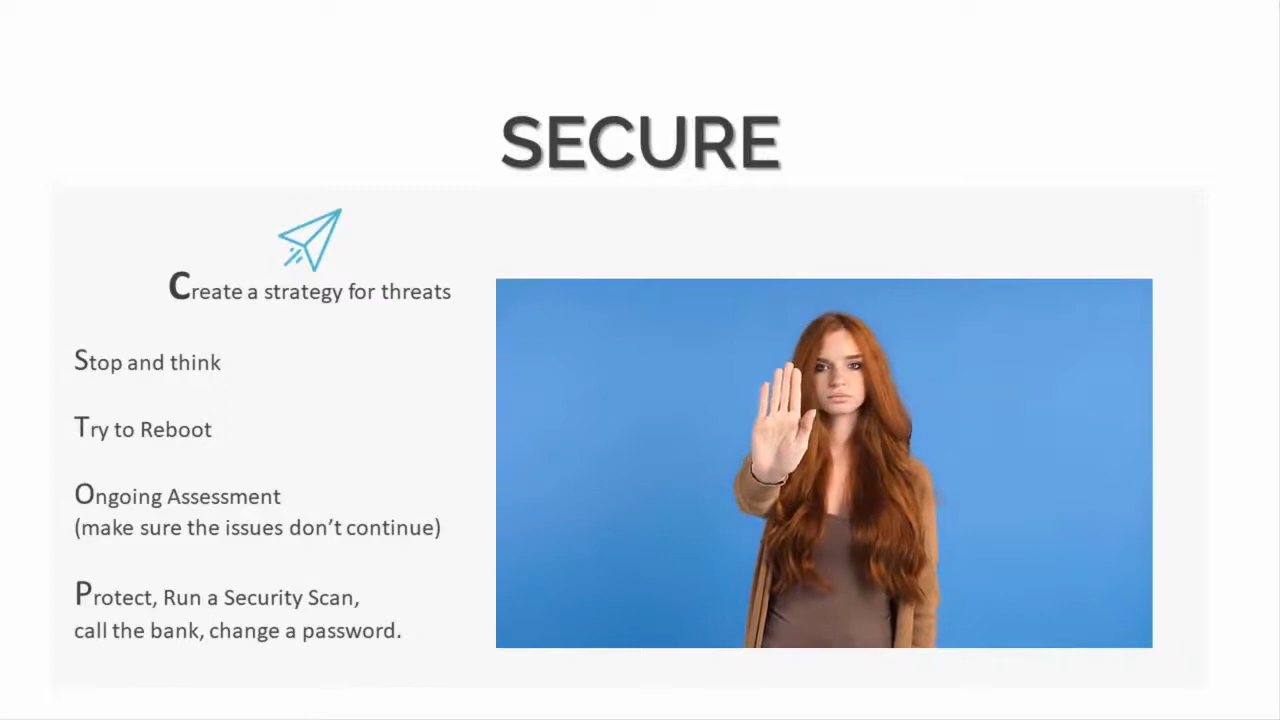 SECURE
Create a strategy for threats
Stop and think
Try to Reboot
Ongoing Assessment
(make sure the issues don’t continue)
Protect, Run a Security Scan,
call the bank, change a password.